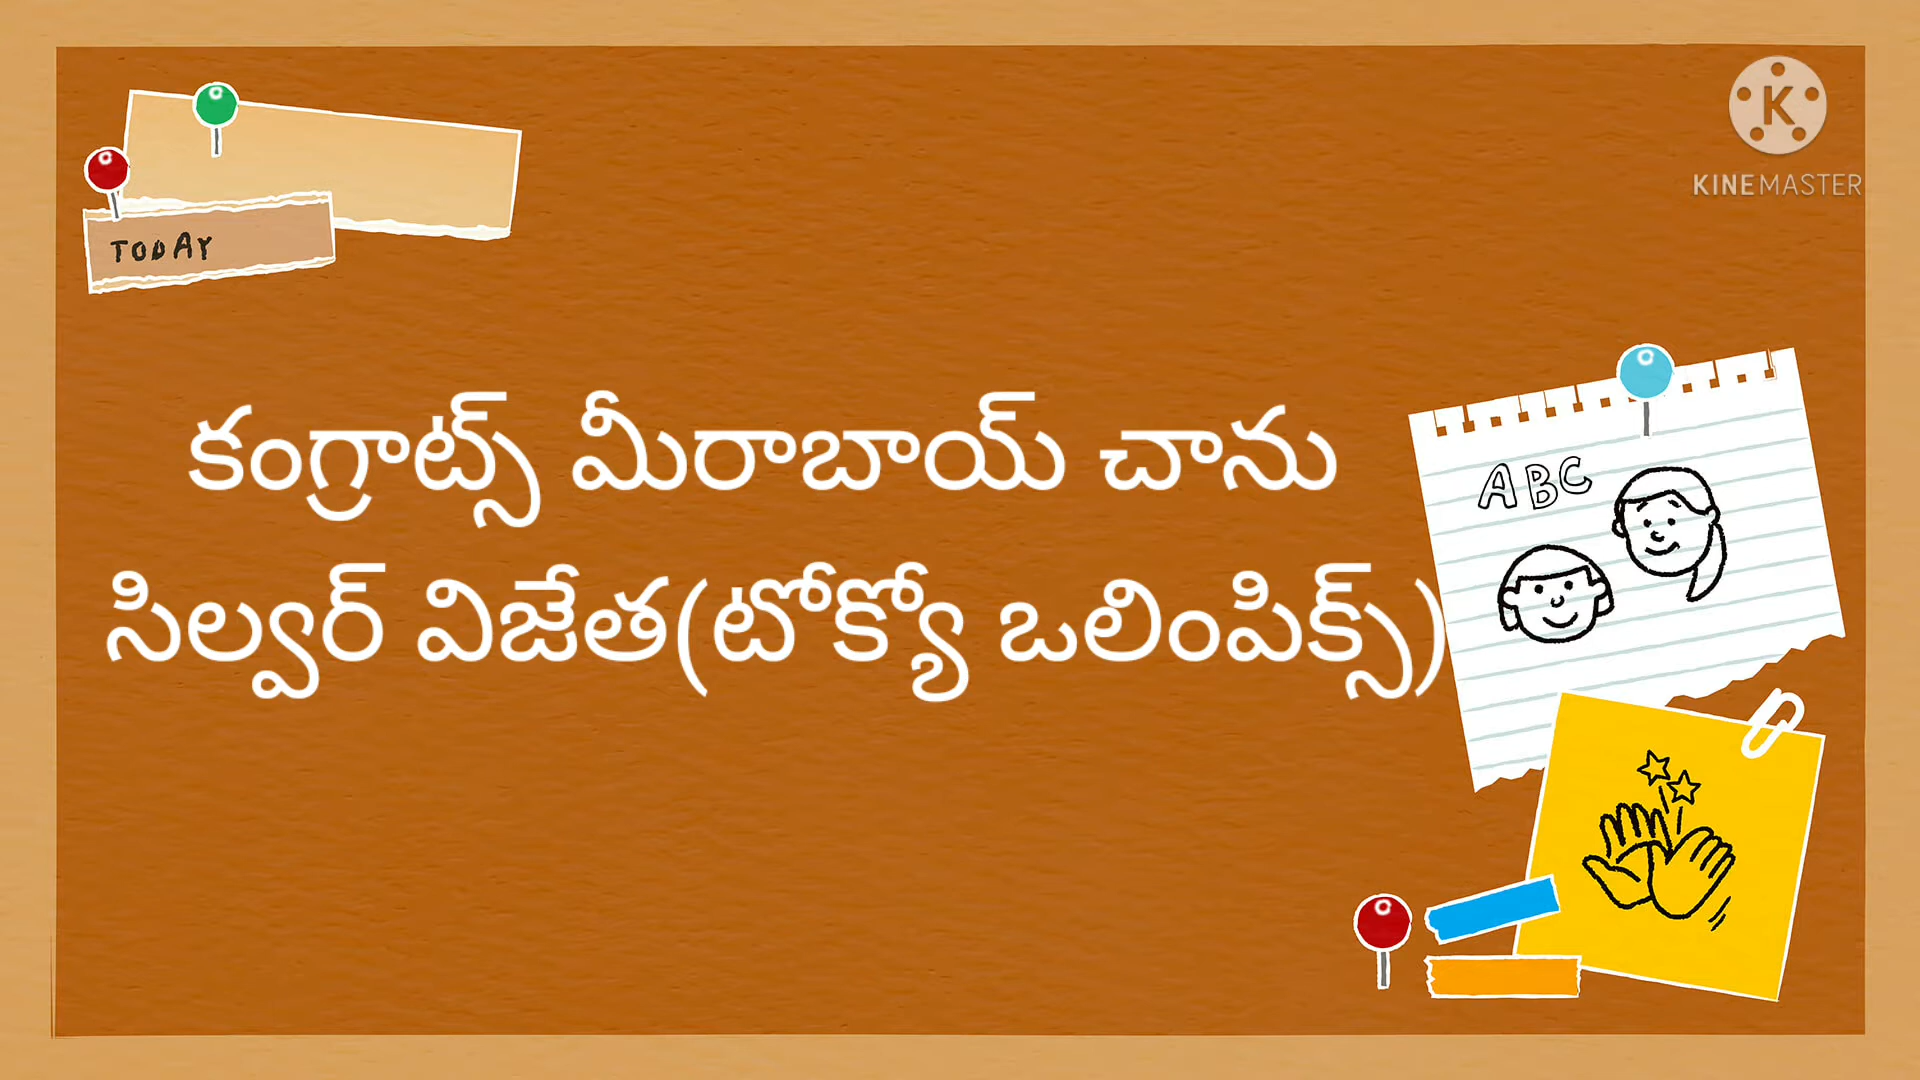 KINEMASTER
TODAY
కంగ్రాట్స్ మీరాబాయ్ చాను
సిల్వర్ విజేత(టోక్యో ఒలింపిక్స్)
ABC